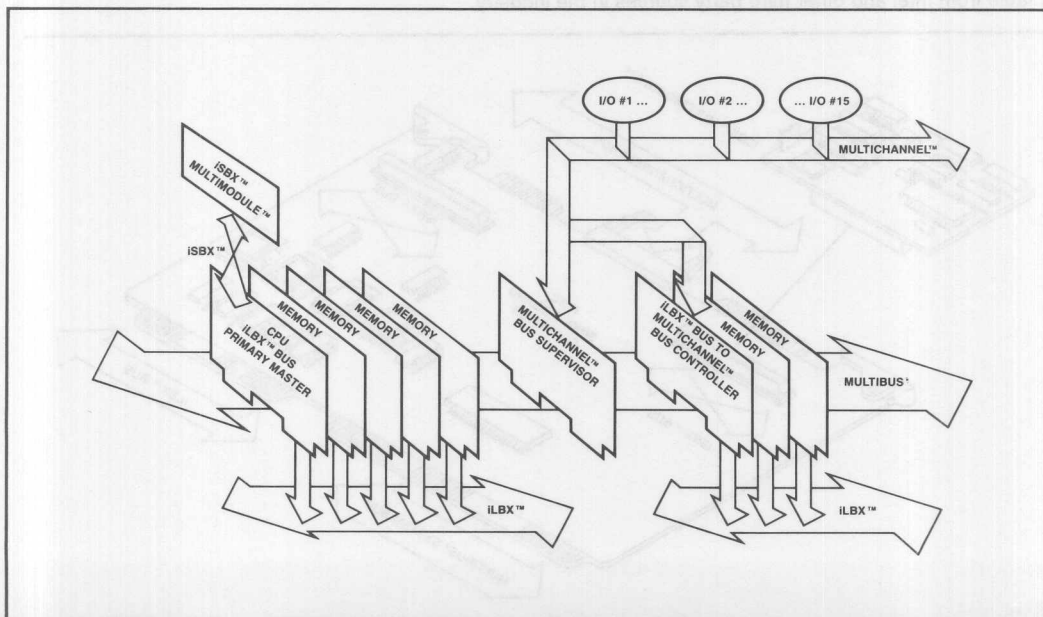 I/O #1 ...
I/O #2 ...
... I/O #15
MULTICHANNEL™
iSBX™
MULTIMODULE™
iSBX™
CPU
iLBX™ BUS
PRIMARY MASTER
MEMORY
MEMORY
MEMORY
MEMORY
MULTICHANNEL™
BUS SUPERVISOR
iLBX™ BUS TO
MULTICHANNEL™
BUS CONTROLLER
MEMORY
MEMORY
MULTIBUS*
iLBX™
iLBX™